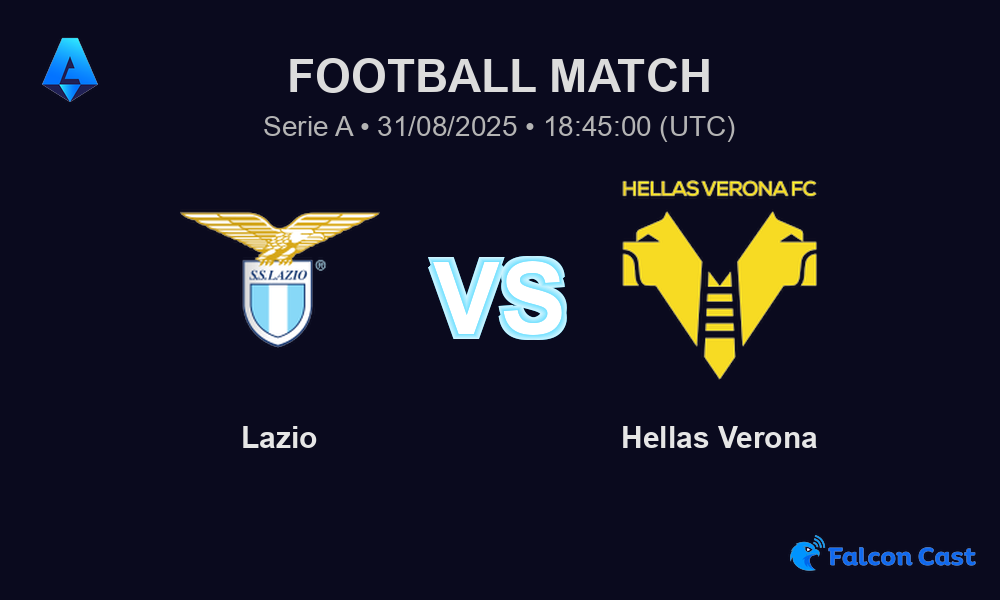 FOOTBALL MATCH
Serie A • 31/08/2025 • 18:45:00 (UTC)
HELLAS VERONA FC
S.S.LAZIO ®
VS
Lazio
Hellas Verona
Falcon Cast